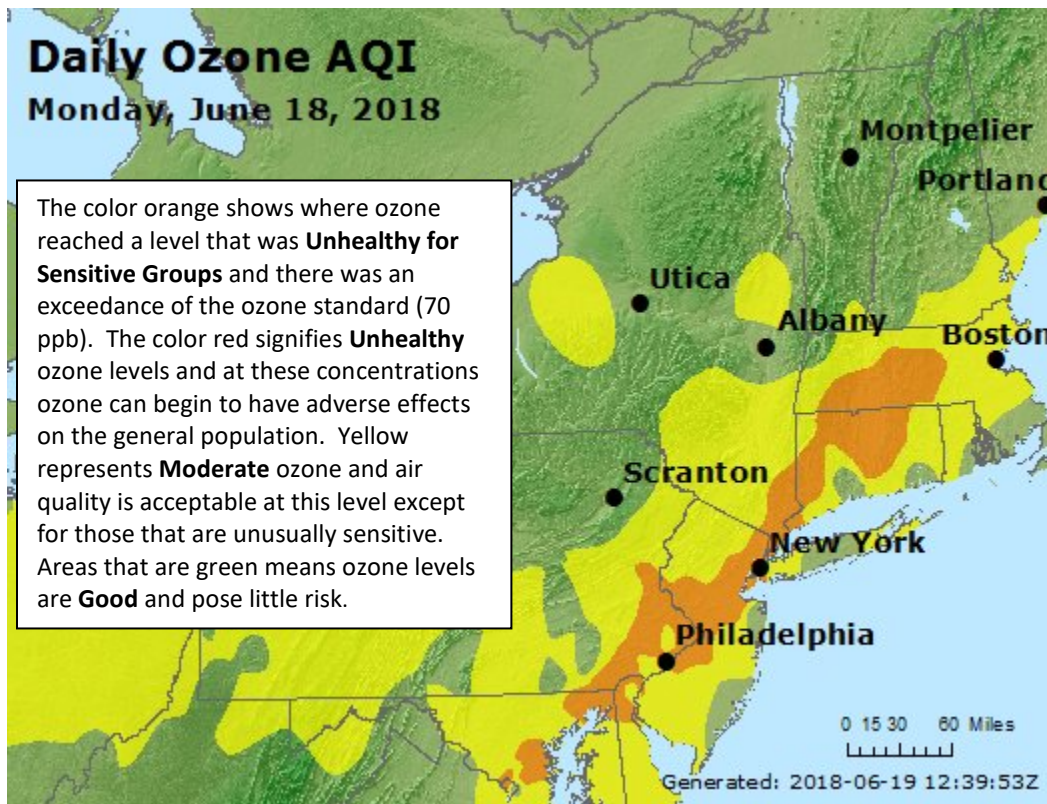 Daily Ozone AQI
Monday, June 18, 2018
Montpelier
Portland
The color orange shows where ozone
reached a level that was Unhealthy for
Sensitive Groups and there was an
exceedance of the ozone standard (70
ppb). The color red signifies Unhealthy
ozone levels and at these concentrations
ozone can begin to have adverse effects
on the general population. Yellow
represents Moderate ozone and air
quality is acceptable at this level except
for those that are unusually sensitive.
Areas that are green means ozone levels
are Good and pose little risk.
Utica
Albany
Boston
Scranton
New York
Philadelphia
0 15 30 60 Miles
Generated: 2018-06-19 12:39:53Z